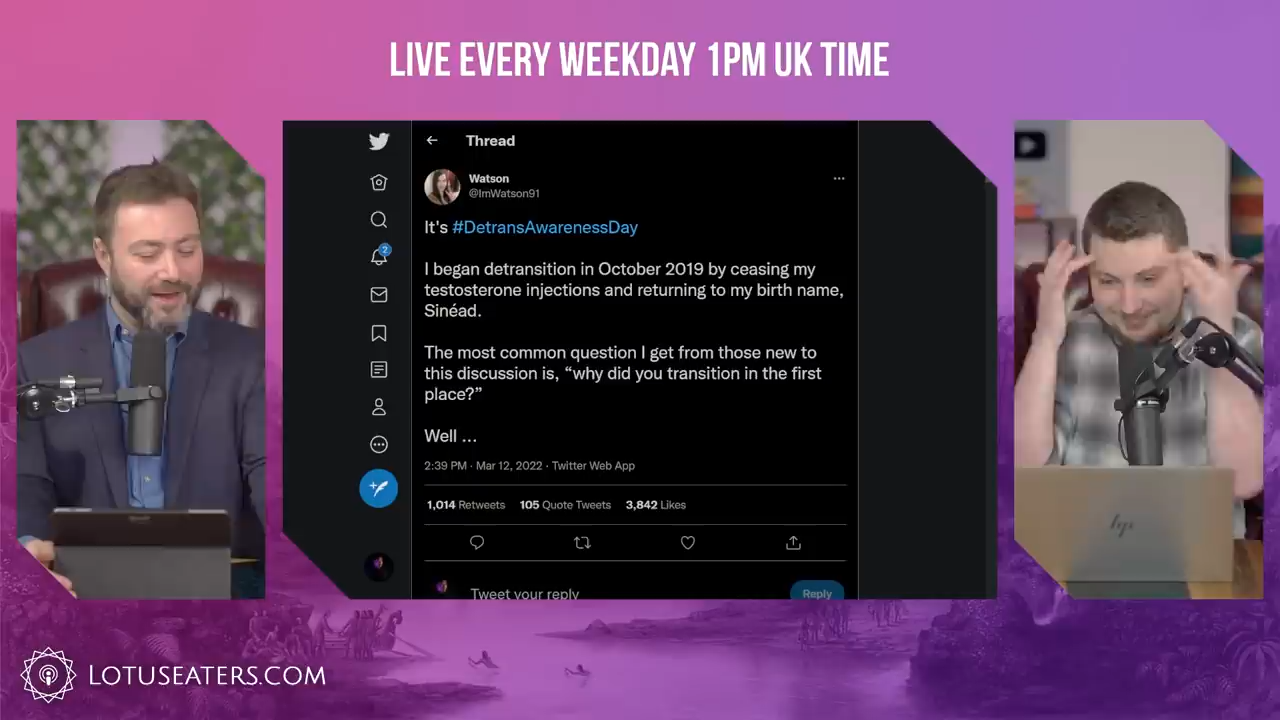 LIVE EVERY WEEKDAY 1PM UK TIME
Thread
Watson
@ImWatson91
It's #DetransAwarenessDay
I began detransition in October 2019 by ceasing my
testosterone injections and returning to my birth name,
Sinéad.
The most common question I get from those new to
this discussion is, “why did you transition in the first
place?”
Well ...
2:39 PM · Mar 12, 2022 · Twitter Web App
1,014 Retweets 105 Quote Tweets 3,842 Likes
2
Tweet your reply
Reply
hp
LOTUSEATERS.COM